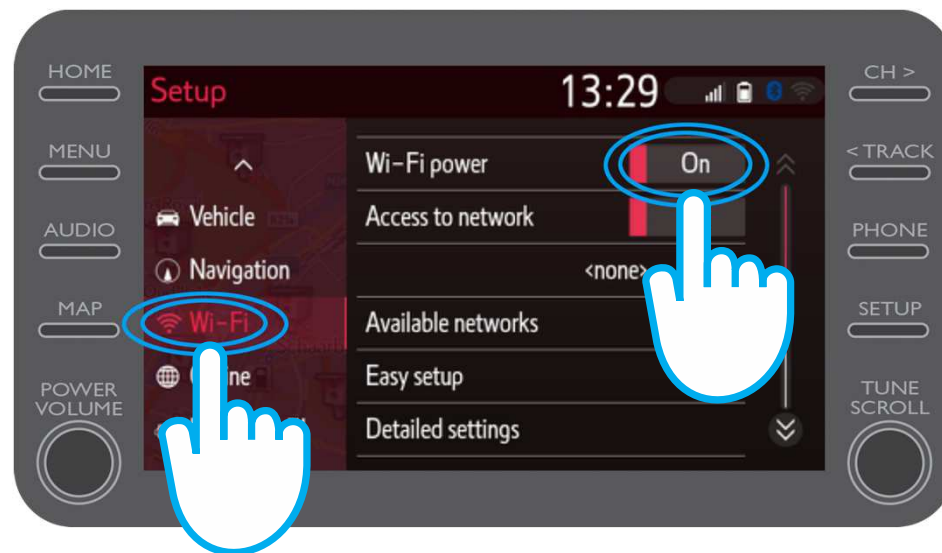 HOME
MENU
AUDIO
MAP
POWER
VOLUME
Setup
13:29
Vehicle
Navigation
Wi-Fi
Wi-Fi power
On
Access to network
<none>
Available networks
Easy setup
Detailed settings
CH >
< TRACK
PHONE
SETUP
TUNE
SCROLL